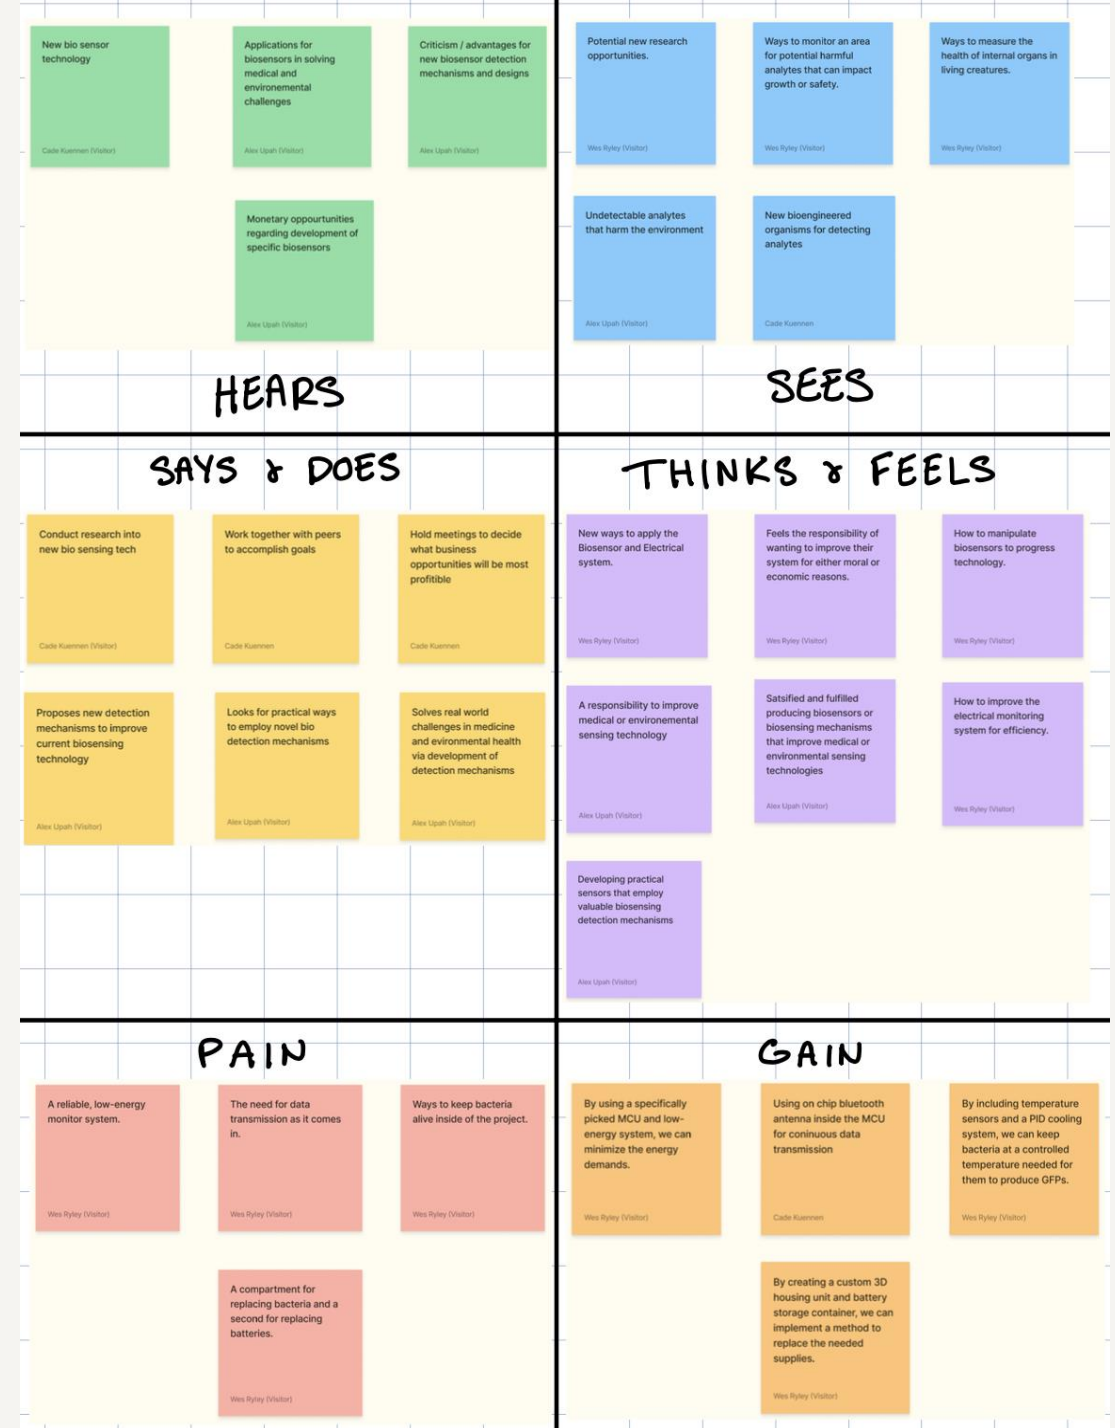 New bio sensor
technology
Cade Kuennen (Visitor)
Applications for
biosensors in solving
medical and
environemental
challenges
Alex Upah (Visitor)
Criticism / advantages for
new biosensor detection
mechanisms and designs
Alex Upah (Visitor)
Monetary oppourtunities
regarding development of
specific biosensors
Alex Upah (Visitor)
HEARS
Potential new research
opportunities.
Wes Ryley (Visitor)
Ways to monitor an area
for potential harmful
analytes that can impact
growth or safety.
Wes Ryley (Visitor)
Ways to measure the
health of internal organs in
living creatures.
Wes Ryley (Visitor)
Undetectable analytes
that harm the environment
Alex Upah (Visitor)
New bioengineered
organisms for detecting
analytes
Cade Kuennen
SEES
SAYS & DOES
Conduct research into
new bio sensing tech
Cade Kuennen (Visitor)
Work together with peers
to accomplish goals
Cade Kuennen
Hold meetings to decide
what business
opportunities will be most
profitible
Cade Kuennen
Proposes new detection
mechanisms to improve
current biosensing
technology
Alex Upah (Visitor)
Looks for practical ways
to employ novel bio
detection mechanisms
Alex Upah (Visitor)
Solves real world
challenges in medicine
and evironmental health
via development of
detection mechanisms
Alex Upah (Visitor)
THINKS & FEELS
New ways to apply the
Biosensor and Electrical
system.
Wes Ryley (Visitor)
Feels the responsibility of
wanting to improve their
system for either moral or
economic reasons.
Wes Ryley (Visitor)
How to manipulate
biosensors to progress
technology.
Wes Ryley (Visitor)
A responsibility to improve
medical or environemental
sensing technology
Alex Upah (Visitor)
Satsified and fulfilled
producing biosensors or
biosensing mechanisms
that improve medical or
environmental sensing
technologies
Alex Upah (Visitor)
How to improve the
electrical monitoring
system for efficiency.
Wes Ryley (Visitor)
Developing practical
sensors that employ
valuable biosensing
detection mechanisms
Alex Upah (Visitor)
PAIN
A reliable, low-energy
monitor system.
Wes Ryley (Visitor)
The need for data
transmission as it comes
in.
Wes Ryley (Visitor)
Ways to keep bacteria
alive inside of the project.
Wes Ryley (Visitor)
A compartment for
replacing bacteria and a
second for replacing
batteries.
Wes Ryley (Visitor)
GAIN
By using a specifically
picked MCU and low-
energy system, we can
minimize the energy
demands.
Wes Ryley (Visitor)
Using on chip bluetooth
antenna inside the MCU
for coninuous data
transmission
Cade Kuennen
By including temperature
sensors and a PID cooling
system, we can keep
bacteria at a controlled
temperature needed for
them to produce GFPs.
Wes Ryley (Visitor)
By creating a custom 3D
housing unit and battery
storage container, we can
implement a method to
replace the needed
supplies.
Wes Ryley (Visitor)